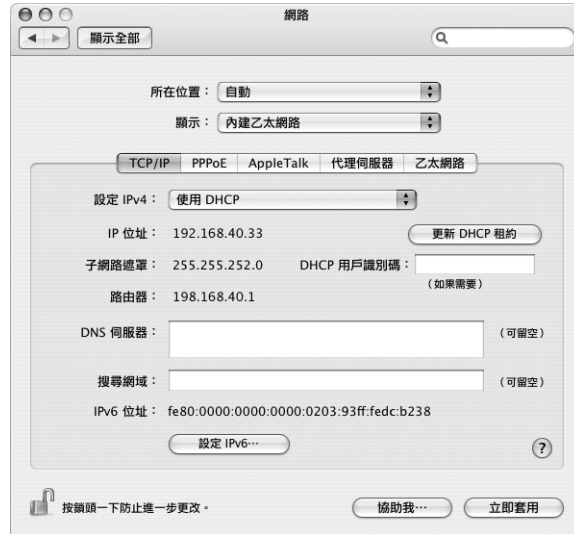 網路
顯示全部
所在位置： 自動
顯示： 內建乙太網路
TCP/IP PPPoE AppleTalk 代理伺服器 乙太網路
設定 IPv4： 使用 DHCP
IP 位址： 192.168.40.33 更新 DHCP 租約
子網路遮罩： 255.255.252.0 DHCP 用戶識別碼：
（如果需要）
路由器： 198.168.40.1
DNS 伺服器： （可留空）
搜尋網域： （可留空）
IPv6 位址： fe80:0000:0000:0000:0203:93ff:fedc:b238
設定 IPv6⋯ ?
按鎖頭一下防止進一步更改。 協助我⋯ 立即套用